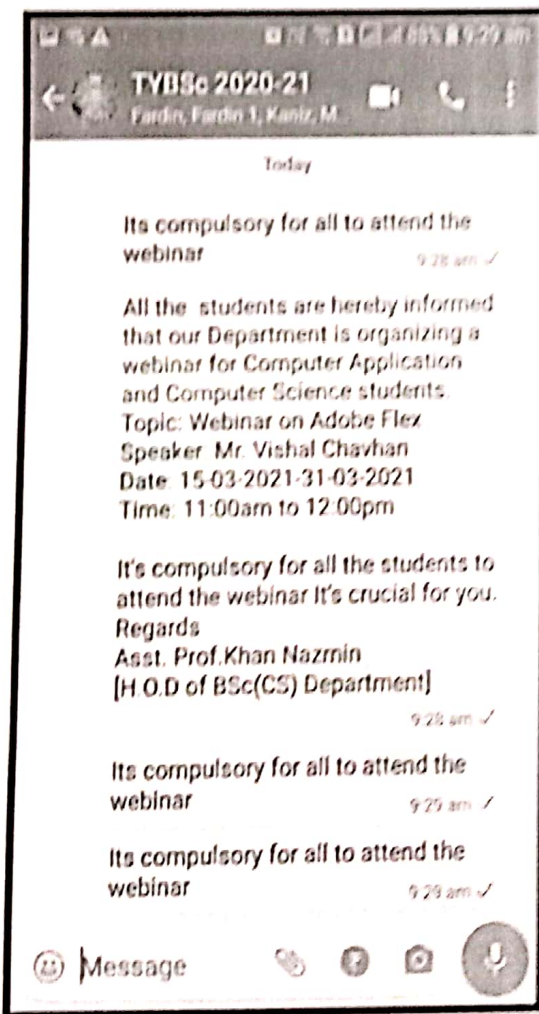 88% 9:29 am
TYBSc 2020-21
Fardin, Fardin 1, Kaniz, M...
Today
Its compulsory for all to attend the
webinar
9:28 am
All the students are hereby informed
that our Department is organizing a
webinar for Computer Application
and Computer Science students.
Topic: Webinar on Adobe Flex
Speaker: Mr. Vishal Chavhan
Date: 15-03-2021-31-03-2021
Time: 11:00am to 12:00pm
It's compulsory for all the students to
attend the webinar It's crucial for you.
Regards
Asst. Prof.Khan Nazmin
[H.O.D of BSc(CS) Department]
9:28 am
Its compulsory for all to attend the
webinar
9:29 am
Its compulsory for all to attend the
webinar
9:29 am
Message